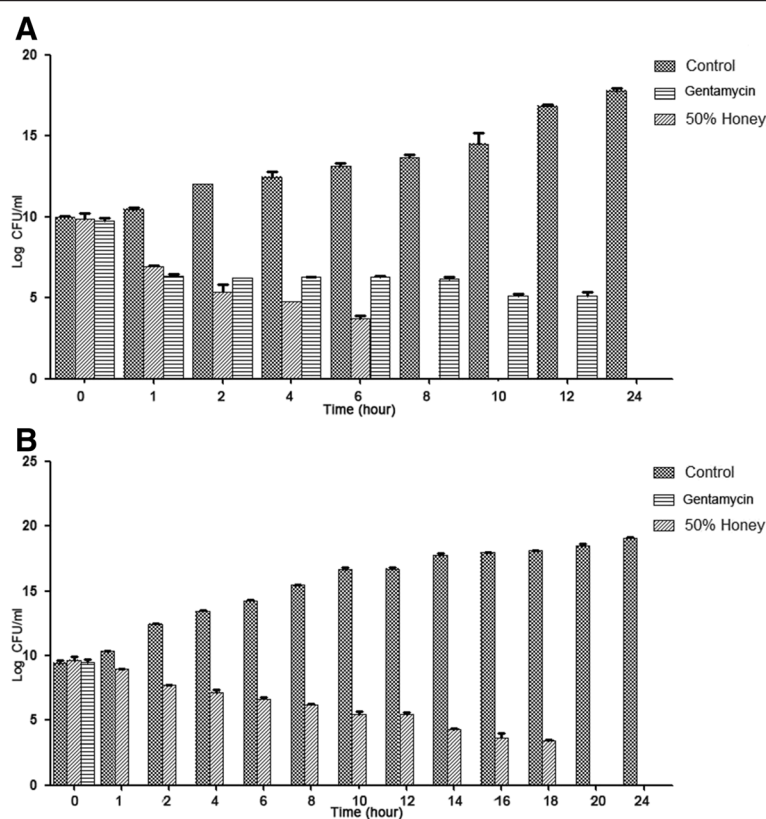 A
20
15
10
5
0
Log CFU/ml
0 1 2 4 6 8 10 12 24
Time (hour)
Control
Gentamycin
50% Honey
B
25
20
15
10
5
0
Log CFU/ml
0 1 2 4 6 8 10 12 14 16 18 20 24
Time (hour)
Control
Gentamycin
50% Honey